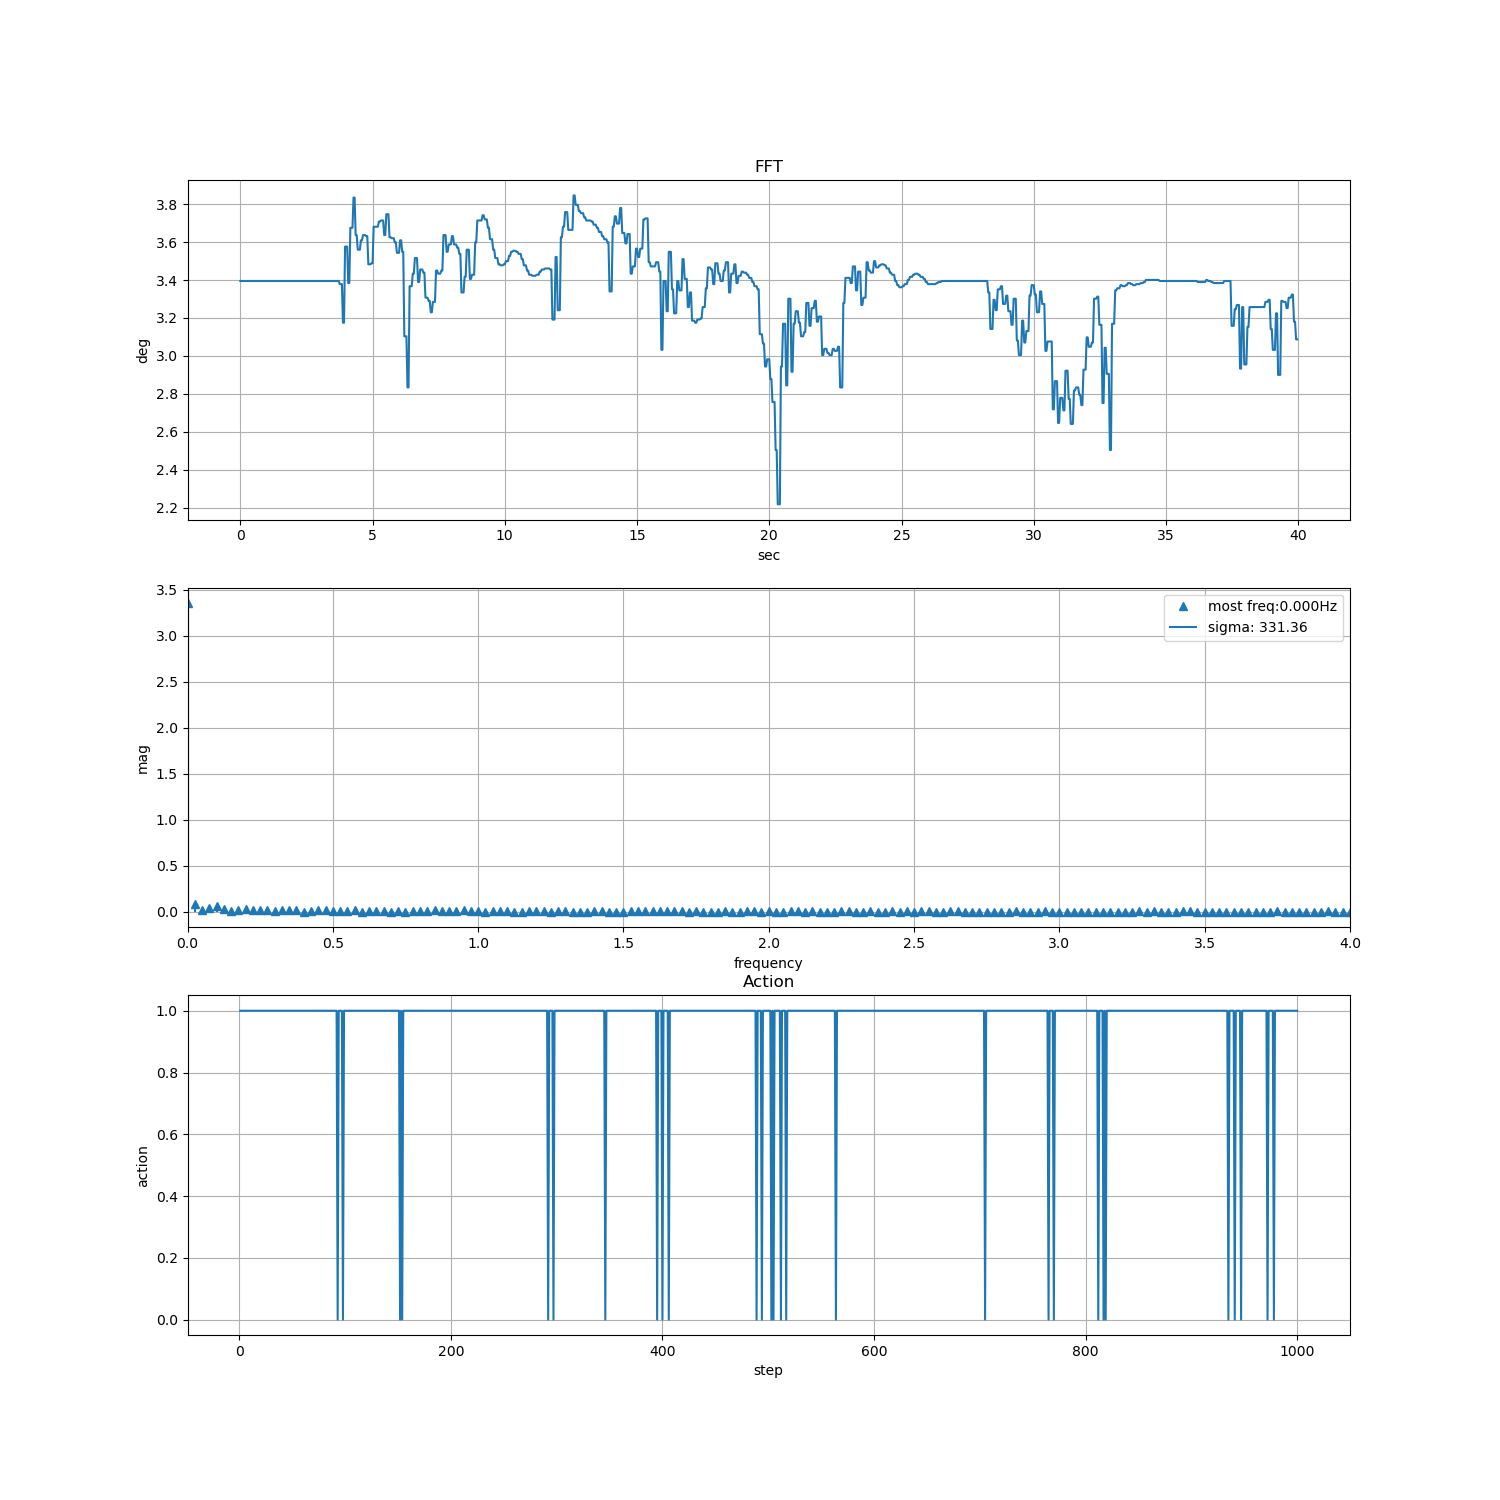 FFT
3.8
3.6
3.4
3.2
3.0
2.8
2.6
2.4
2.2
deg
0 5 10 15 20 25 30 35 40
sec
3.5
3.0
2.5
2.0
1.5
1.0
0.5
0.0
mag
most freq:0.000Hz
sigma: 331.36
0.0 0.5 1.0 1.5 2.0 2.5 3.0 3.5 4.0
frequency
Action
1.0
0.8
0.6
0.4
0.2
0.0
action
0 200 400 600 800 1000
step